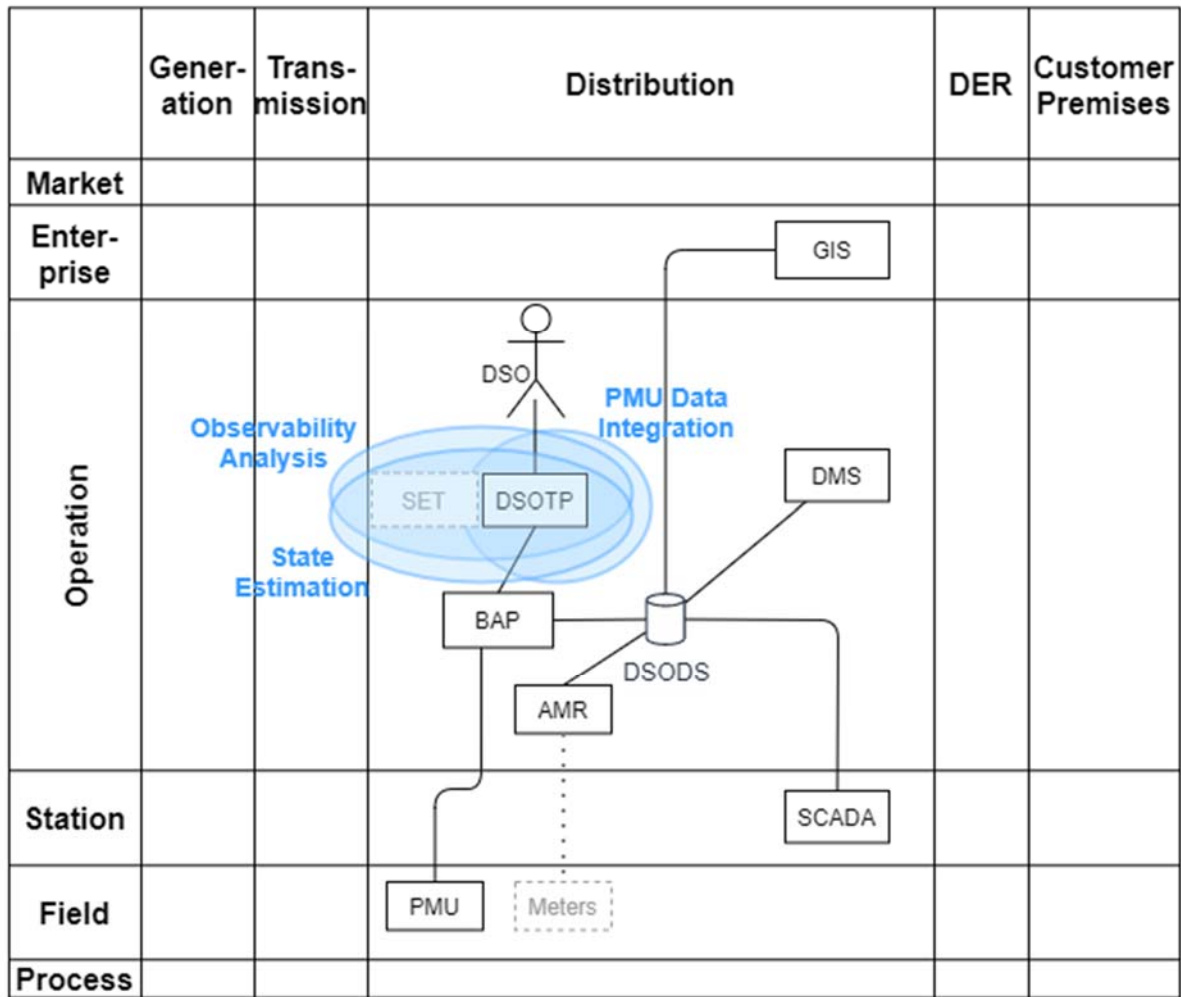 Gener-
ation
Trans-
mission
Distribution
DER
Customer
Premises
Market
Enter-
prise
GIS
Operation
DSO
PMU Data
Integration
Observability
Analysis
SET
DSOTP
DMS
State
Estimation
BAP
DSODS
AMR
Station
SCADA
Field
PMU
Meters
Process